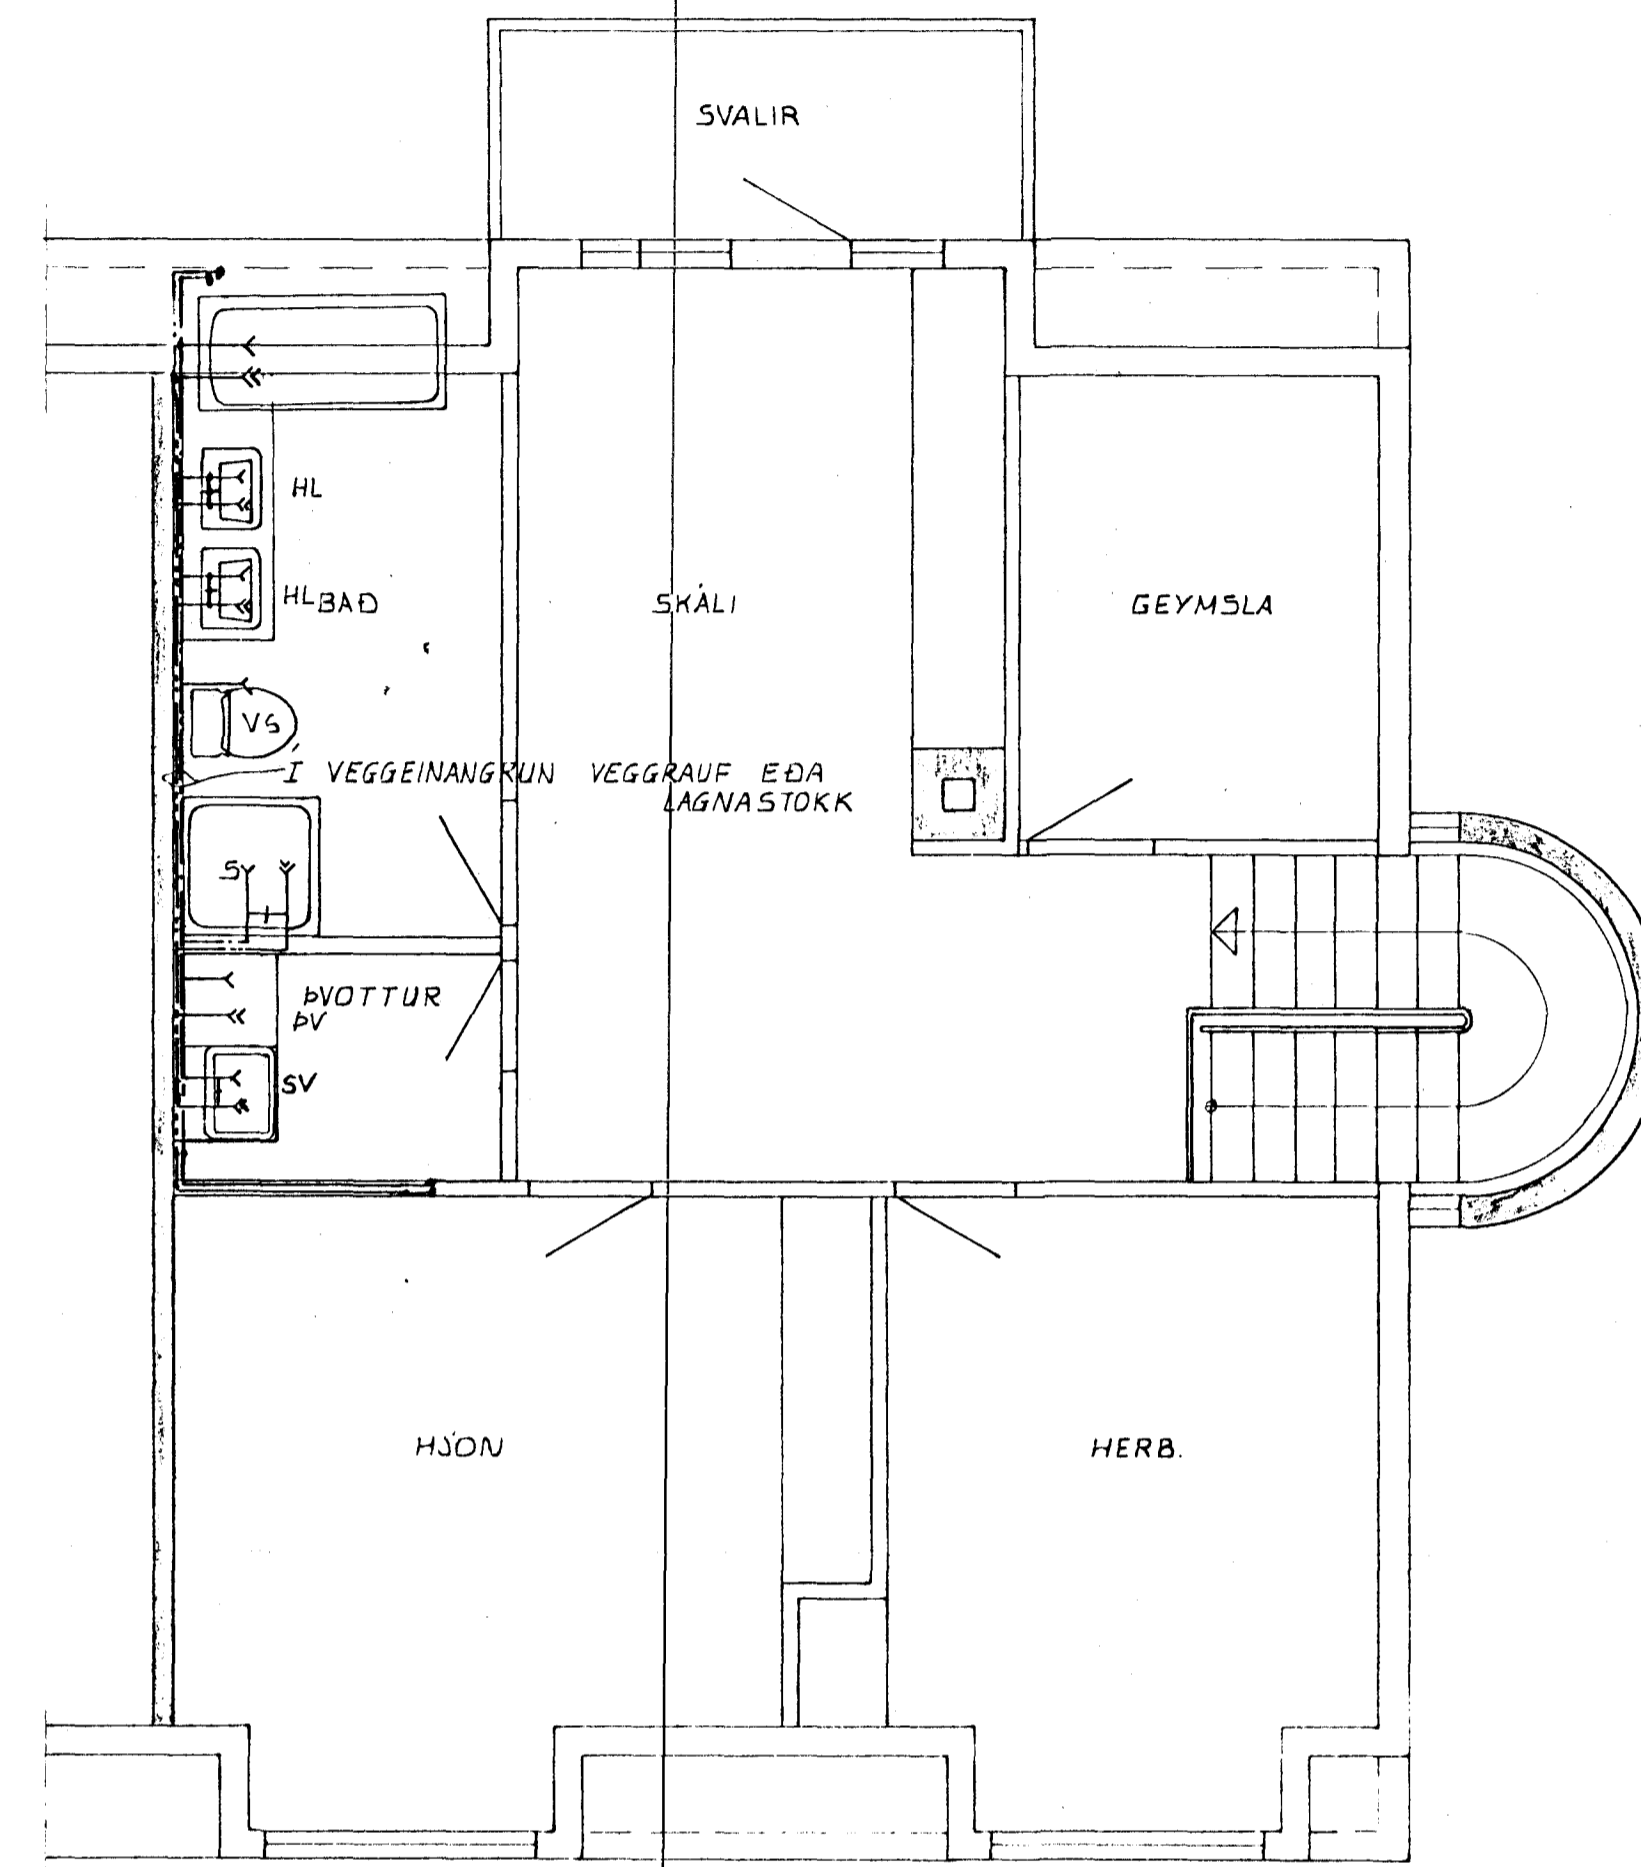 SVALIR
HL
HL BAÐ
SKÁLI
GEYMSLA
VS
Í VEGGEINANGRUN VEGGRAUF EÐA
LAGNASTOKK
S
ÞVOTTUR
ÞV
SV
HJÓN
HERB.